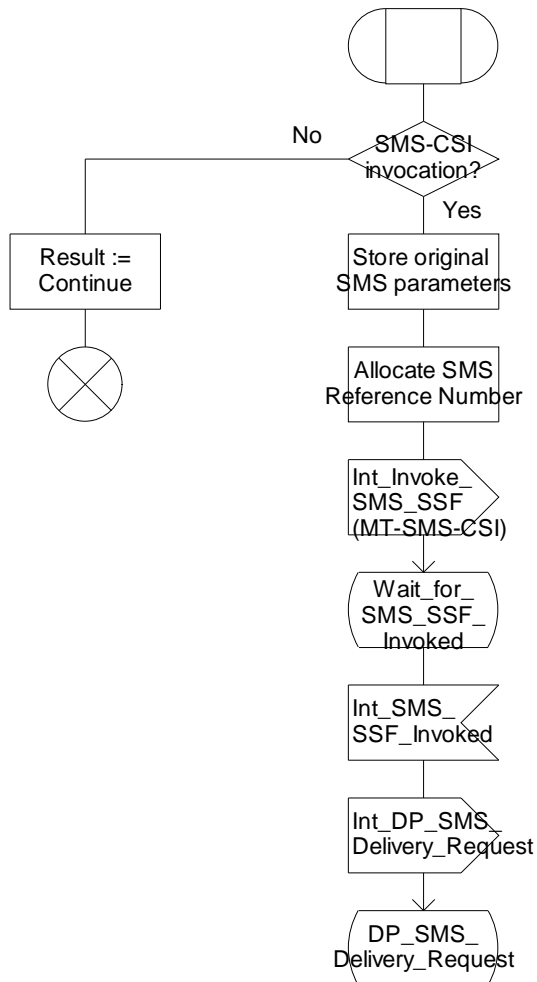 SMS-CSI
invocation?
No
Yes
Result :=
Continue
Store original
SMS parameters
Allocate SMS
Reference Number
Int_Invoke_
SMS_SSF
(MT-SMS-CSI)
Wait_for_
SMS_SSF_
Invoked
Int_SMS_
SSF_Invoked
Int_DP_SMS_
Delivery_Request
DP_SMS_
Delivery_Request